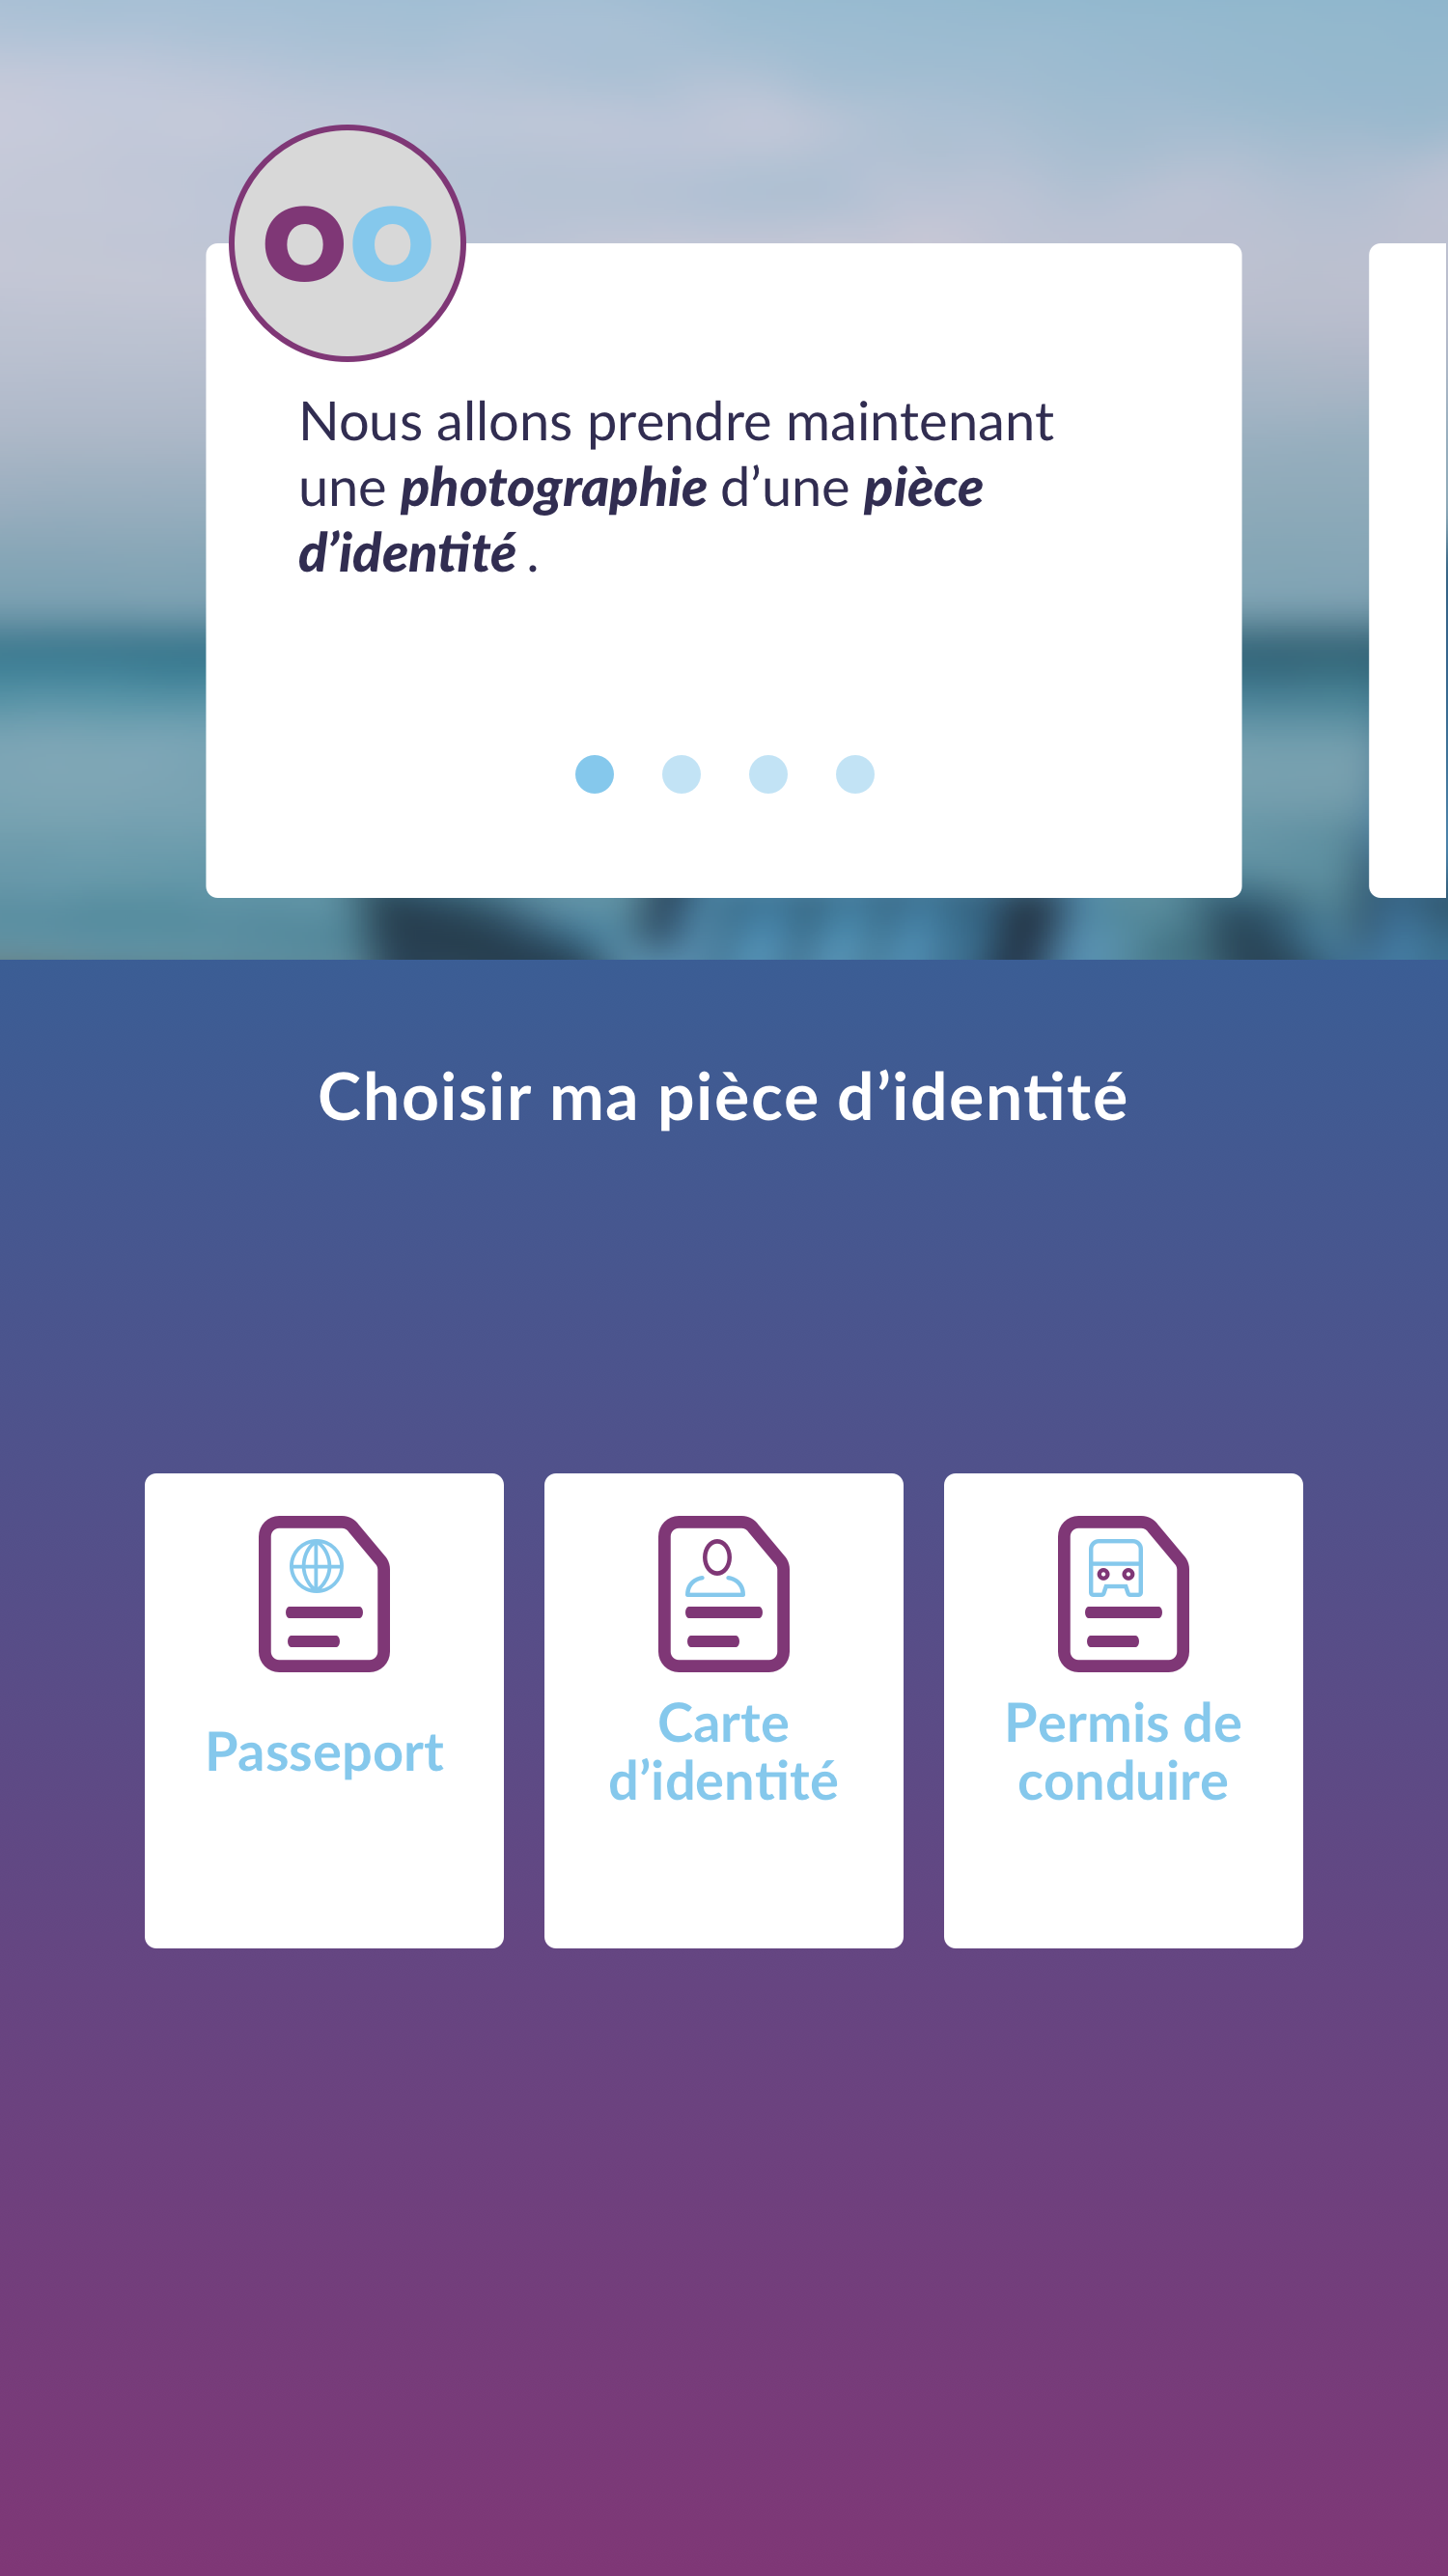 oo
Nous allons prendre maintenant
une photographie d’une pièce
d’identité .
Choisir ma pièce d’identité
Passeport
Carte
d’identité
Permis de
conduire